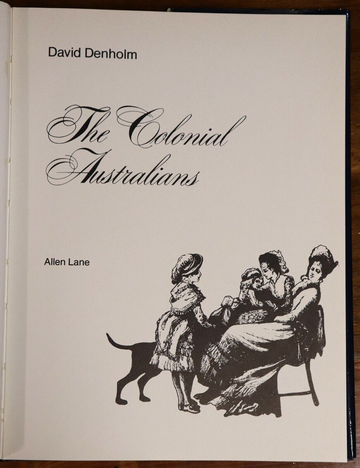 David Denholm
The Colonial
Australians
Allen Lane